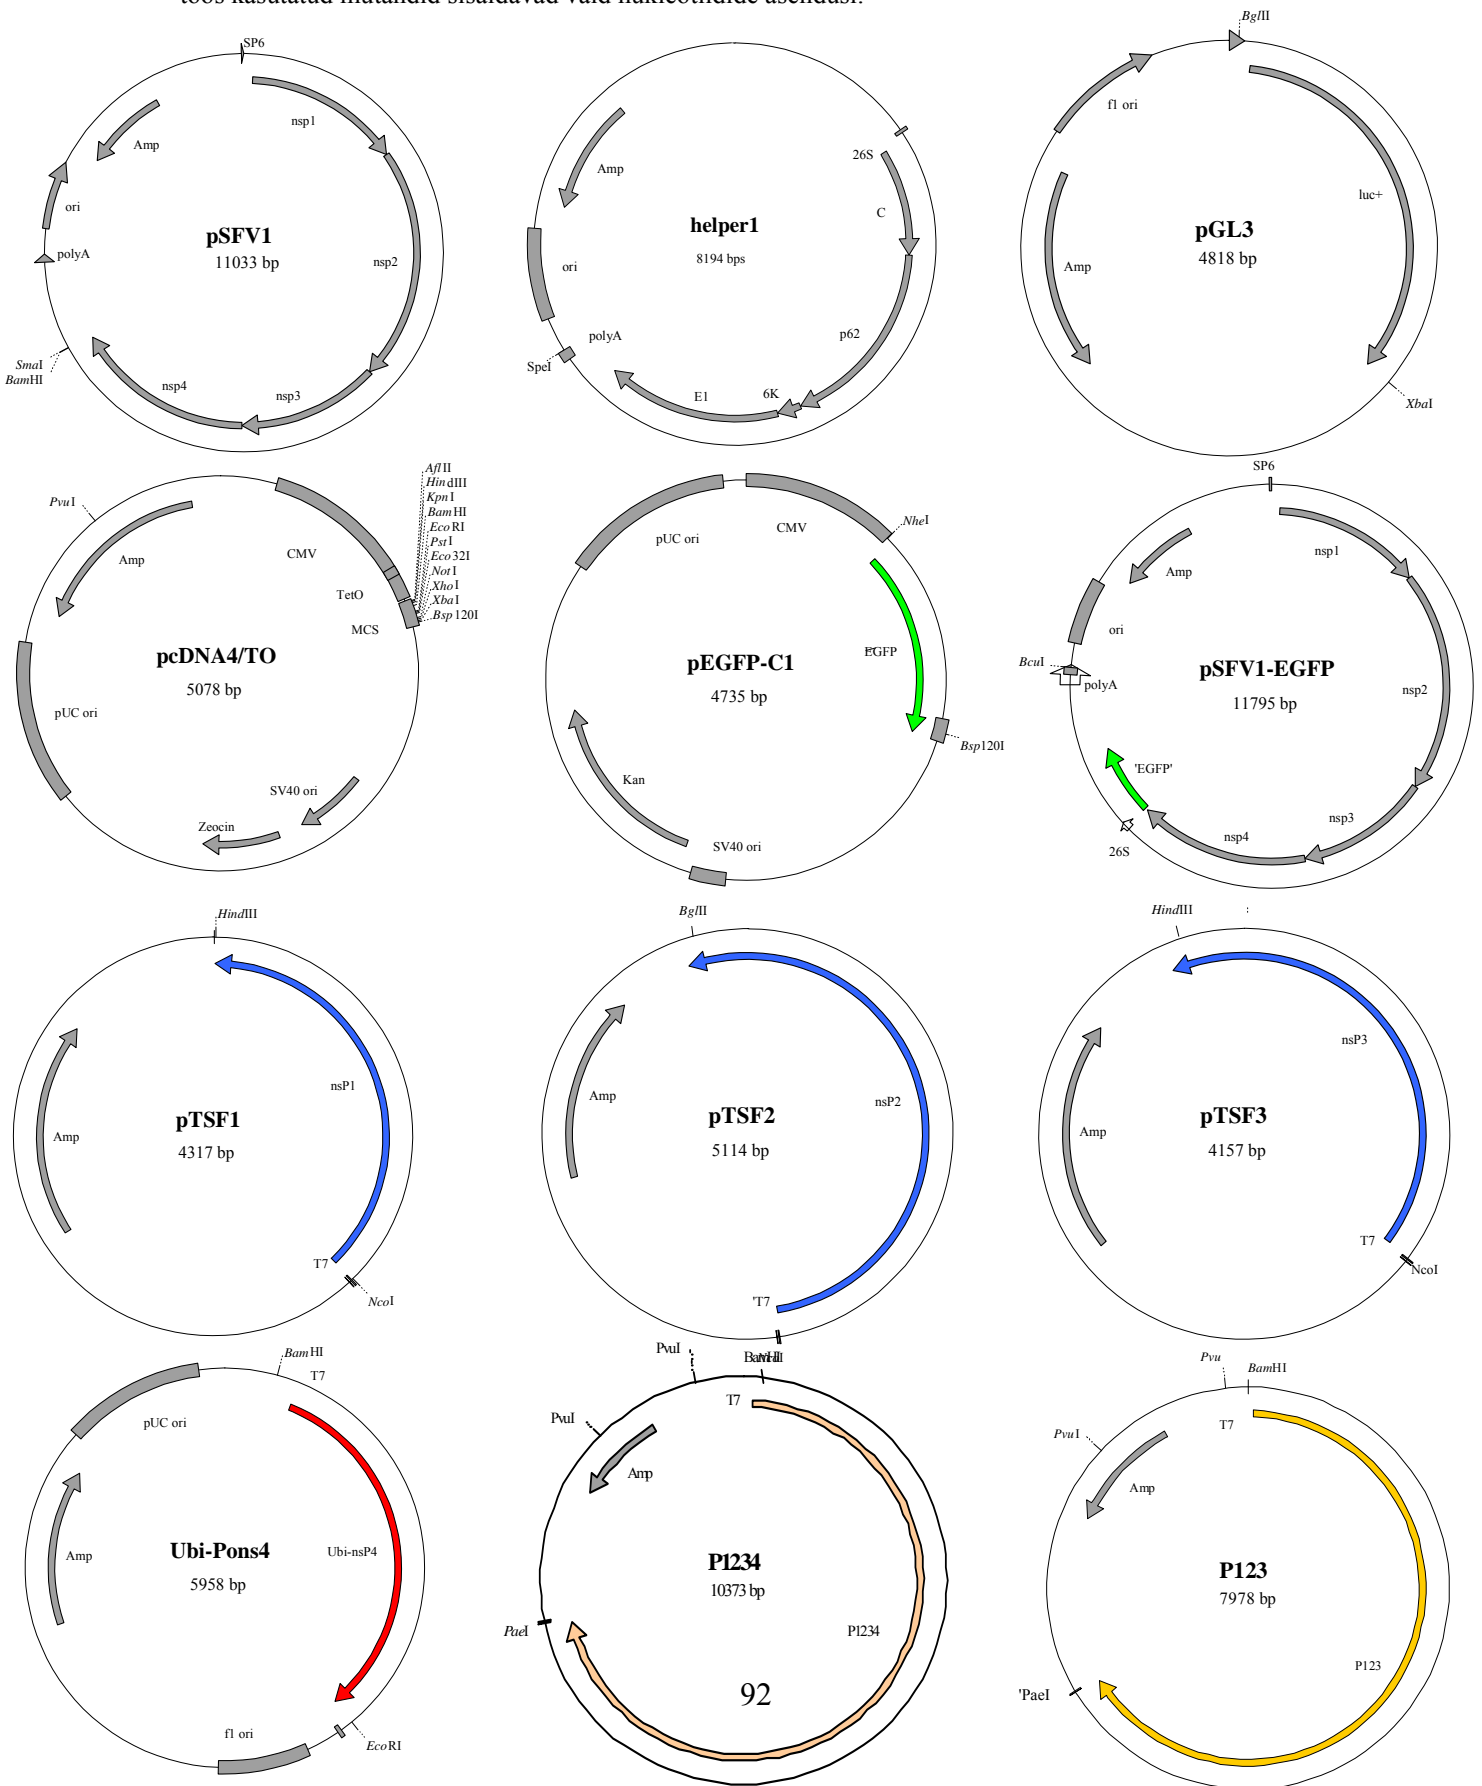 töös kasutatud mutandid sisaldavad vaid nukleotiidide asendusi.
SP6
nsp1
Amp
ori
polyA
pSFV1
11033 bp
nsp2
SmaI
BamHI
nsp4
nsp3
26S
Amp
C
helper1
8194 bps
ori
p62
polyA
SpeI
E1
6K
BglII
f1 ori
luc+
pGL3
4818 bp
Amp
XbaI
PvuI
AflII
HindIII
KpnI
BamHI
EcoRI
PstI
Eco32I
NotI
XhoI
XbaI
Bsp120I
Amp
CMV
TetO
MCS
pcDNA4/TO
5078 bp
pUC ori
SV40 ori
Zeocin
pUC ori
CMV
NheI
EGFP
pEGFP-C1
4735 bp
Bsp120I
Kan
SV40 ori
SP6
nsp1
Amp
ori
BcuI
polyA
pSFV1-EGFP
11795 bp
nsp2
'EGFP'
26S
nsp4
nsp3
HindIII
nsP1
pTSF1
4317 bp
Amp
T7
NcoI
BglII
Amp
nsP2
pTSF2
5114 bp
'T7
HindIII
nsP3
Amp
pTSF3
4157 bp
T7
NcoI
BamHI
T7
pUC ori
Ubi-Pons4
5958 bp
Amp
Ubi-nsP4
f1 ori
EcoRI
PvuI
T7
PvuI
Amp
P1234
10373 bp
PaeI
P1234
92
Pvu
BamHI
T7
PvuI
Amp
P123
7978 bp
P123
'PaeI